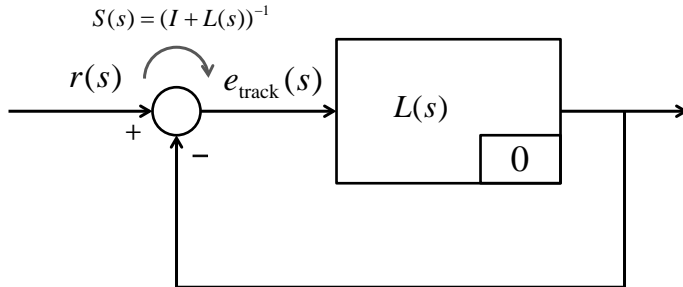 S(s) = (I + L(s))⁻¹
r(s)
e_track(s)
L(s)
+
−
0